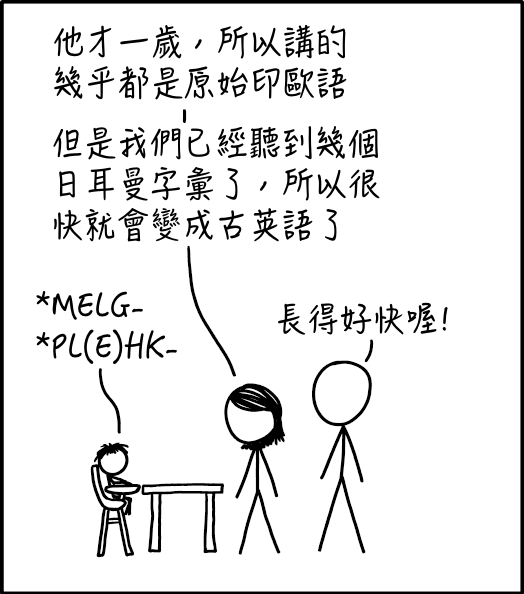 他才一歲，所以講的
幾乎都是原始印歐語
但是我們已經聽到幾個
日耳曼字彙了，所以很
快就會變成古英語了
*MELG-
*PL(E)HK-
長得好快喔!